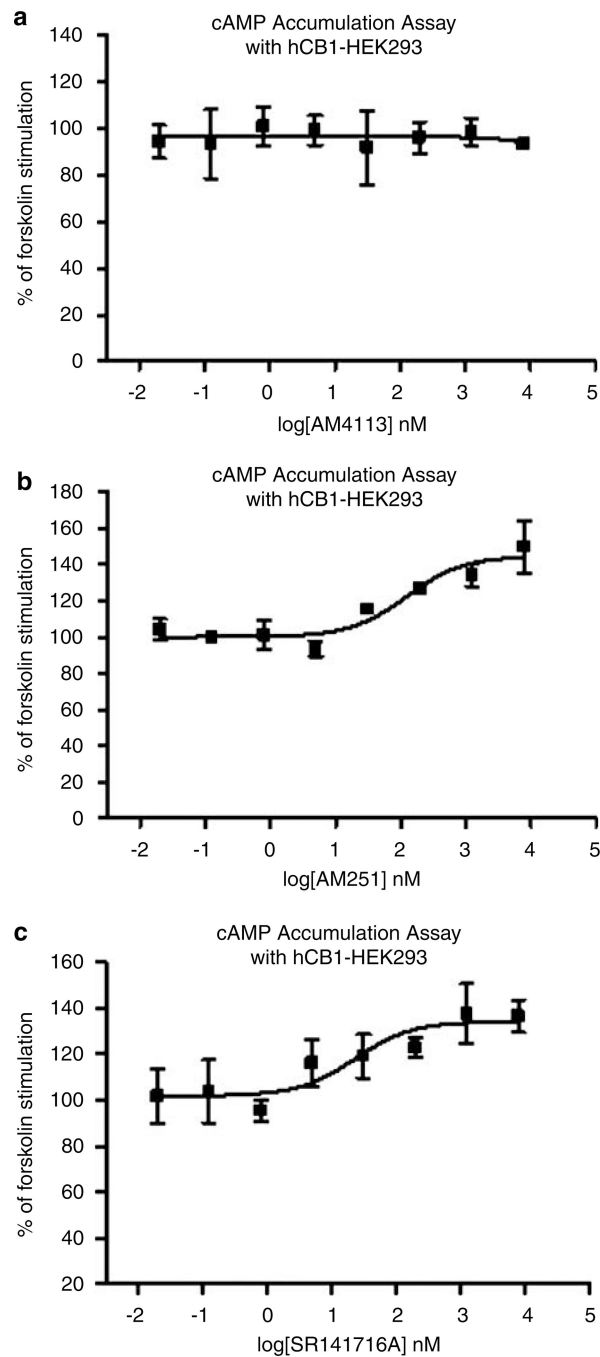 a
cAMP Accumulation Assay
with hCB1-HEK293
% of forskolin stimulation
140
120
100
80
60
40
20
0
-2 -1 0 1 2 3 4 5
log[AM4113] nM
b
cAMP Accumulation Assay
with hCB1-HEK293
% of forskolin stimulation
180
160
140
120
100
80
60
40
20
0
-2 -1 0 1 2 3 4 5
log[AM251] nM
c
cAMP Accumulation Assay
with hCB1-HEK293
% of forskolin stimulation
160
140
120
100
80
60
40
20
-2 -1 0 1 2 3 4 5
log[SR141716A] nM